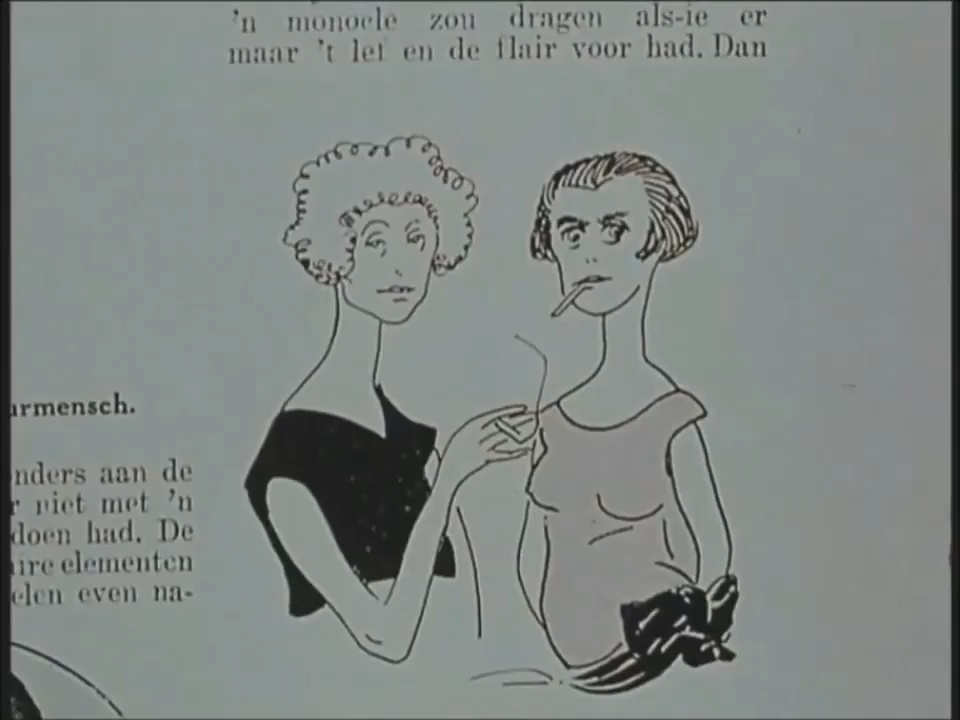 'n monocle zou dragen als-ie er
maar 't lef en de flair voor had. Dan
armensch.
nders aan de
r niet met 'n
doen had. De
ire elementen
elen even na-